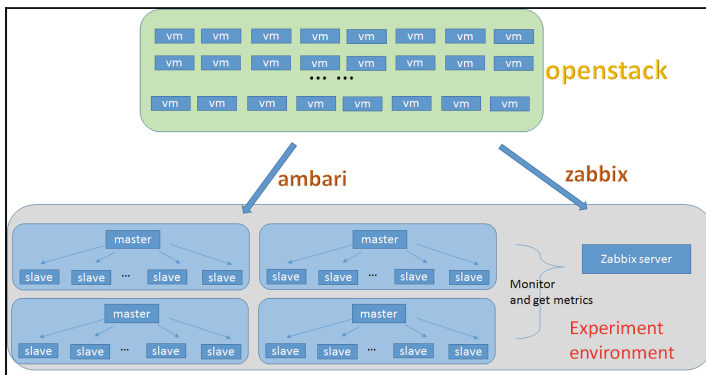 vm vm vm vm vm vm vm vm
vm vm vm vm vm vm vm vm
... ...
openstack
vm vm vm vm vm vm vm vm
ambari
zabbix
master
slave slave ... slave slave
master
slave slave ... slave slave
master
slave slave ... slave slave
master
slave slave ... slave slave
Monitor
and get metrics
Zabbix server
Experiment
environment